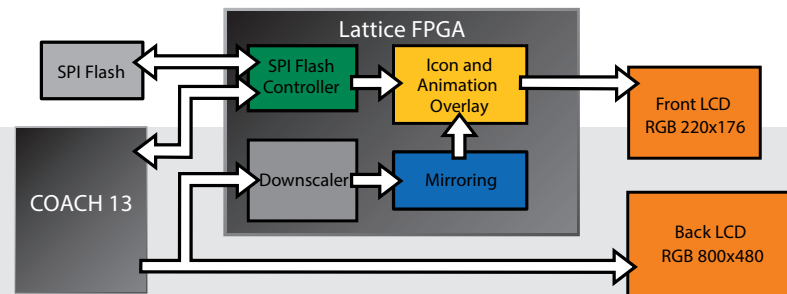 Lattice FPGA
SPI Flash
SPI Flash
Controller
Icon and
Animation
Overlay
Front LCD
RGB 220x176
COACH 13
Downscaler
Mirroring
Back LCD
RGB 800x480